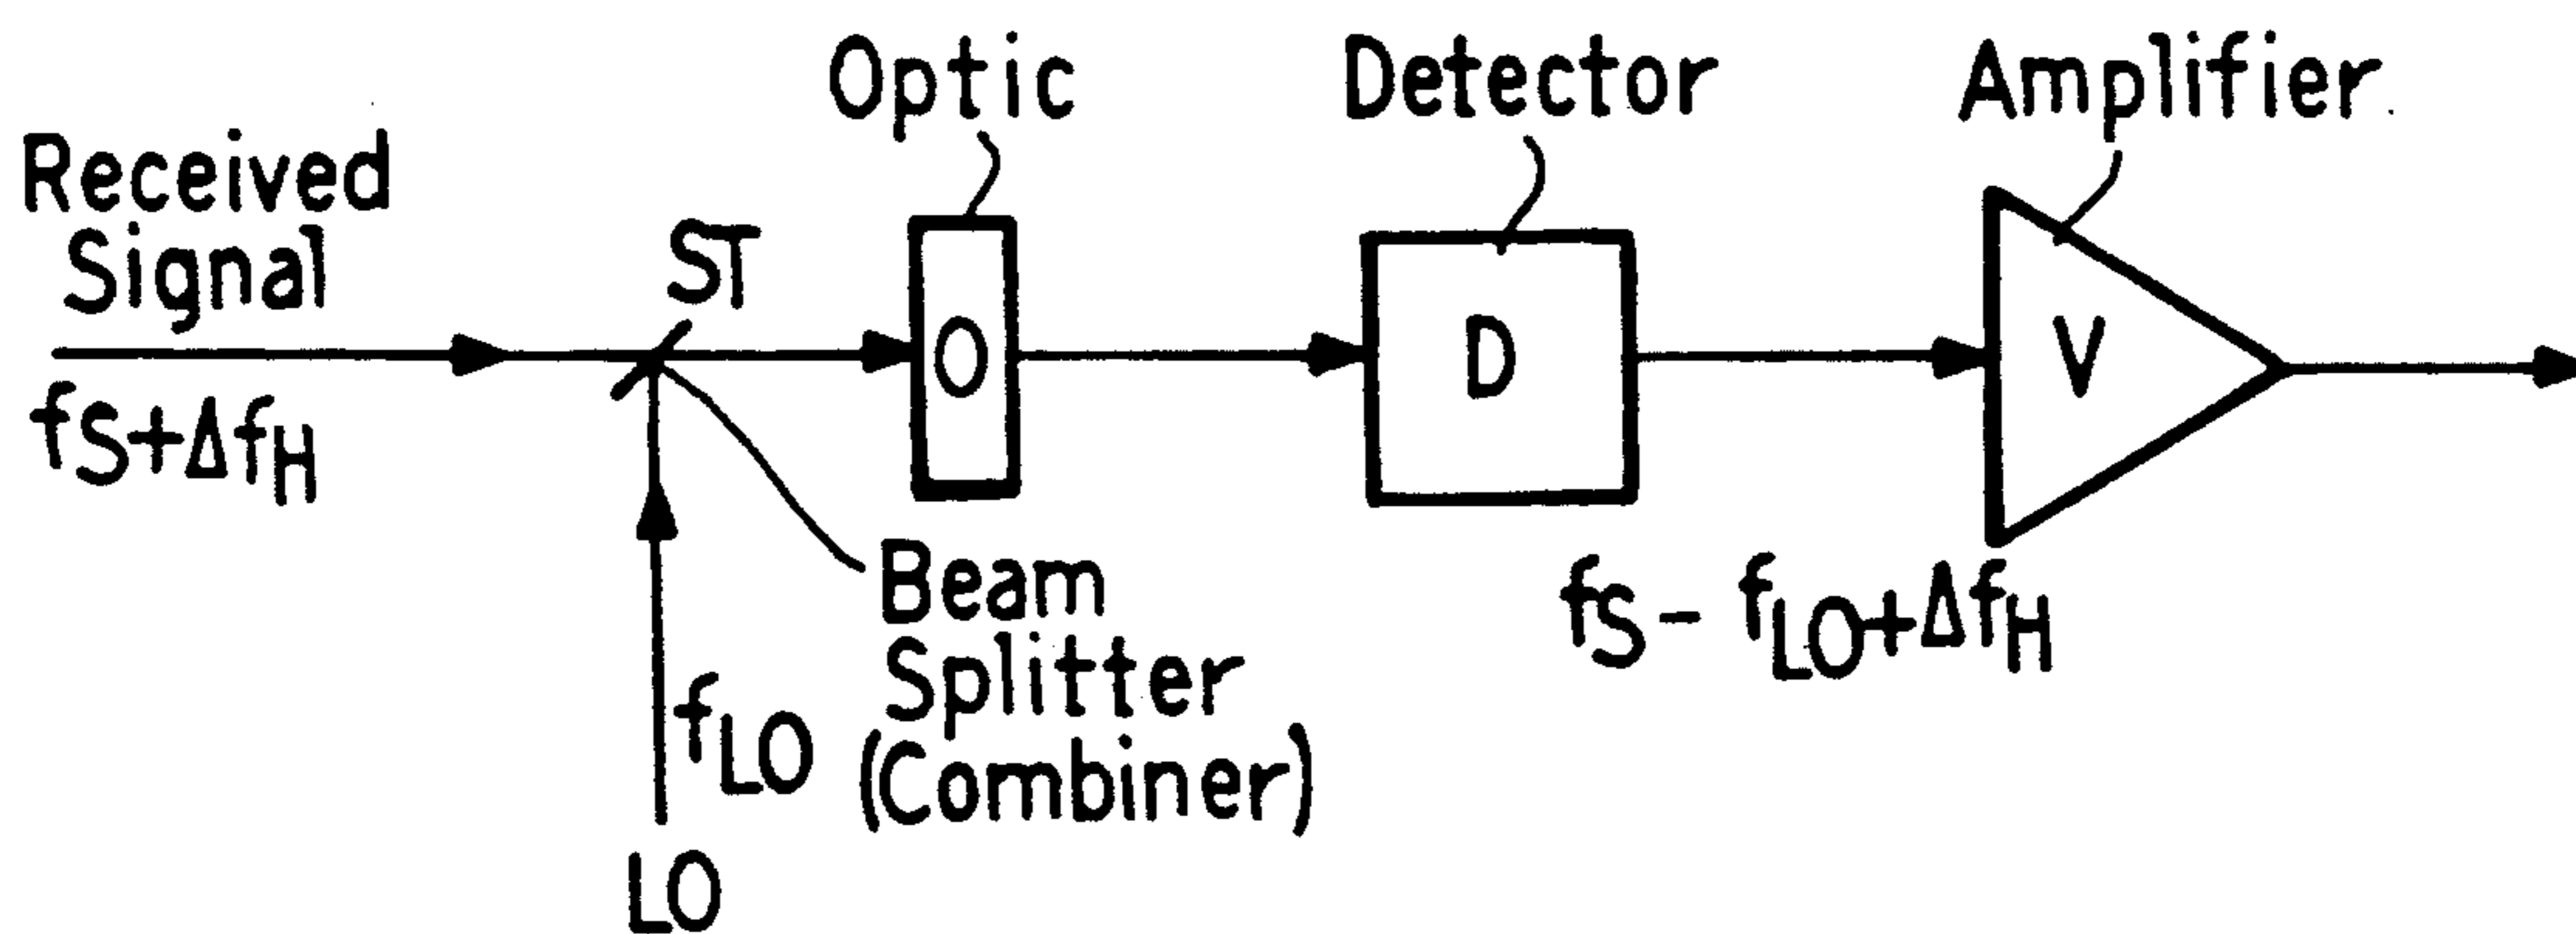 Optic
Detector
Amplifier
Received
Signal
ST
O
D
V
fS+ΔfH
Beam
Splitter
(Combiner)
fS- fLO+ΔfH
fLO
LO